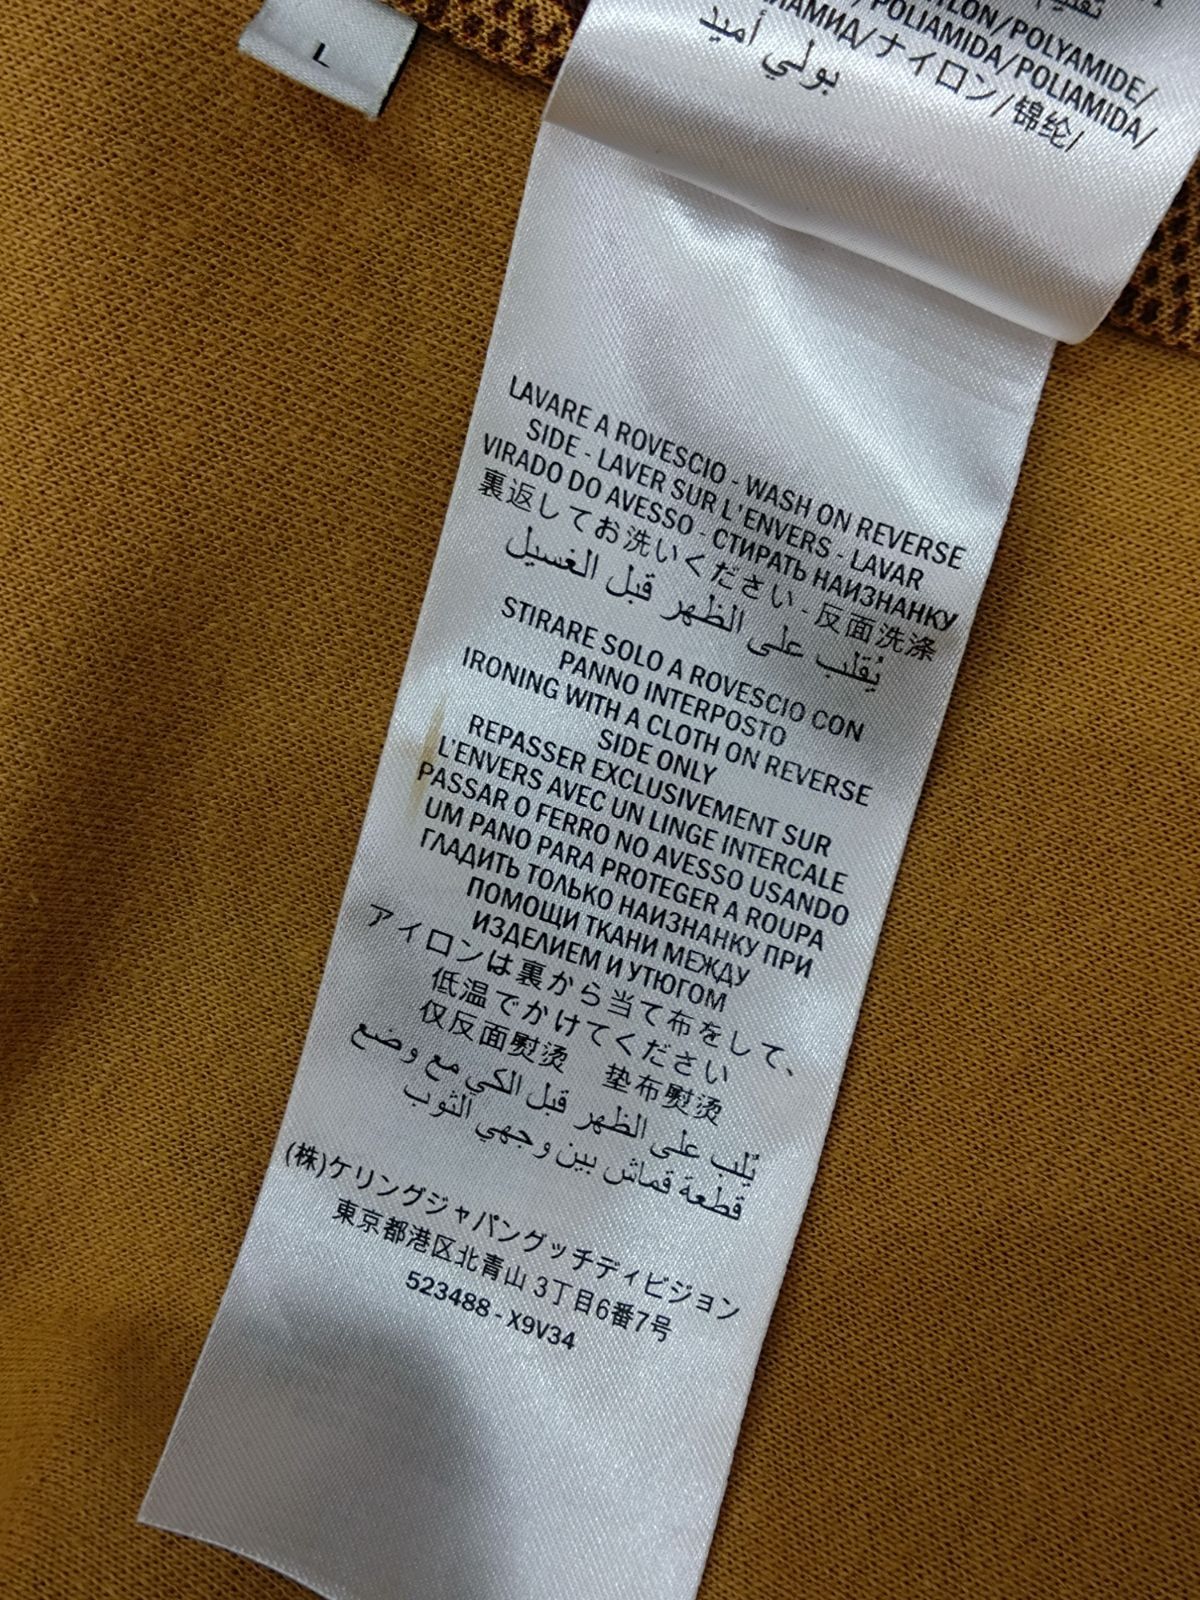 L
تقليم
/POLYAMIDE/
/POLIAMIDA/POLIAMIDA/
ナイロン/锦纶/
بولي أميد
LAVARE A ROVESCIO - WASH ON REVERSE
SIDE - LAVER SUR L'ENVERS - LAVAR
VIRADO DO AVESSO - СТИРАТЬ НАИЗНАНКУ
裏返してお洗いください - 反面洗涤
يُقلب على الظهر قبل الغسيل
STIRARE SOLO A ROVESCIO CON
PANNO INTERPOSTO
IRONING WITH A CLOTH ON REVERSE
SIDE ONLY
REPASSER EXCLUSIVEMENT SUR
L'ENVERS AVEC UN LINGE INTERCALE
PASSAR O FERRO NO AVESSO USANDO
UM PANO PARA PROTEGER A ROUPA
ГЛАДИТЬ ТОЛЬКО НАИЗНАНКУ ПРИ
ПОМОЩИ ТКАНИ МЕЖДУ
ИЗДЕЛИЕМ И УТЮГОМ
アイロンは裏から当て布をして、
低温でかけてください
仅反面熨烫 垫布熨烫
يُلب على الظهر قبل الكي مع وضع
قطعة قماش بين وجهي الثوب
(株)ケリングジャパングッチディビジョン
東京都港区北青山 3丁目6番7号
523488 - X9V34